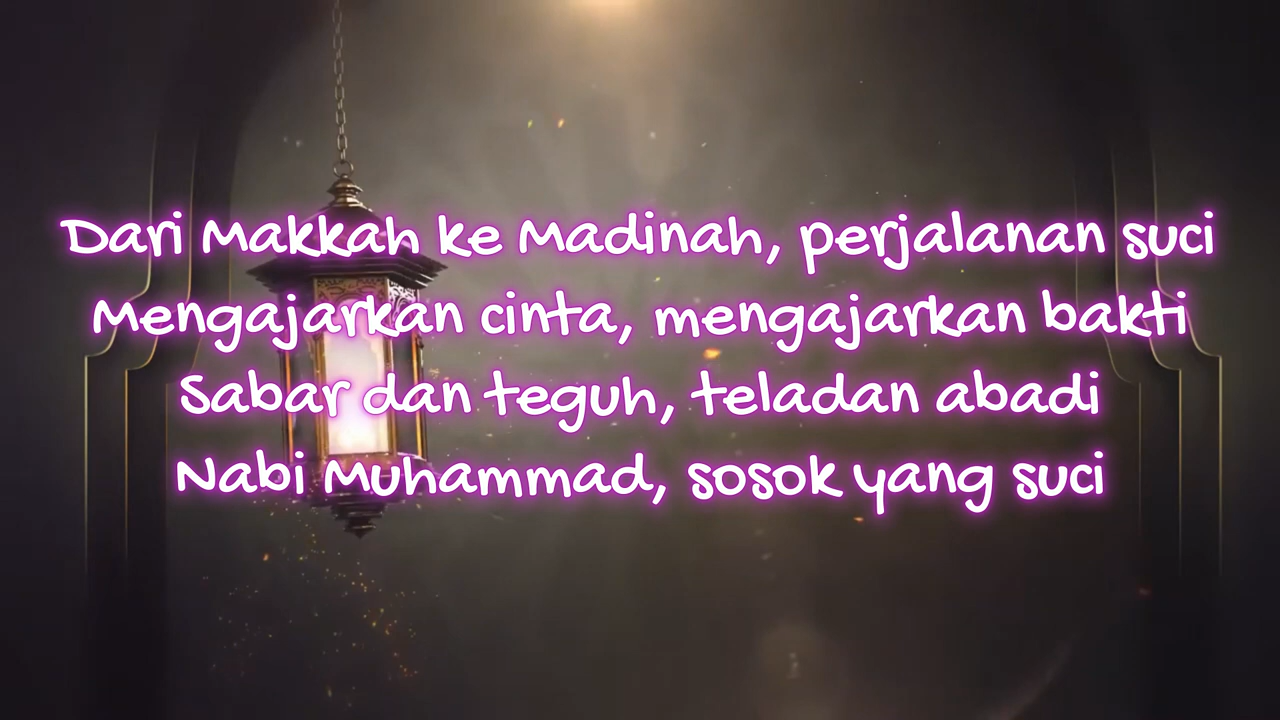 Dari Makkah ke Madinah, perjalanan suci
Mengajarkan cinta, mengajarkan bakti
Sabar dan teguh, teladan abadi
Nabi Muhammad, sosok yang suci